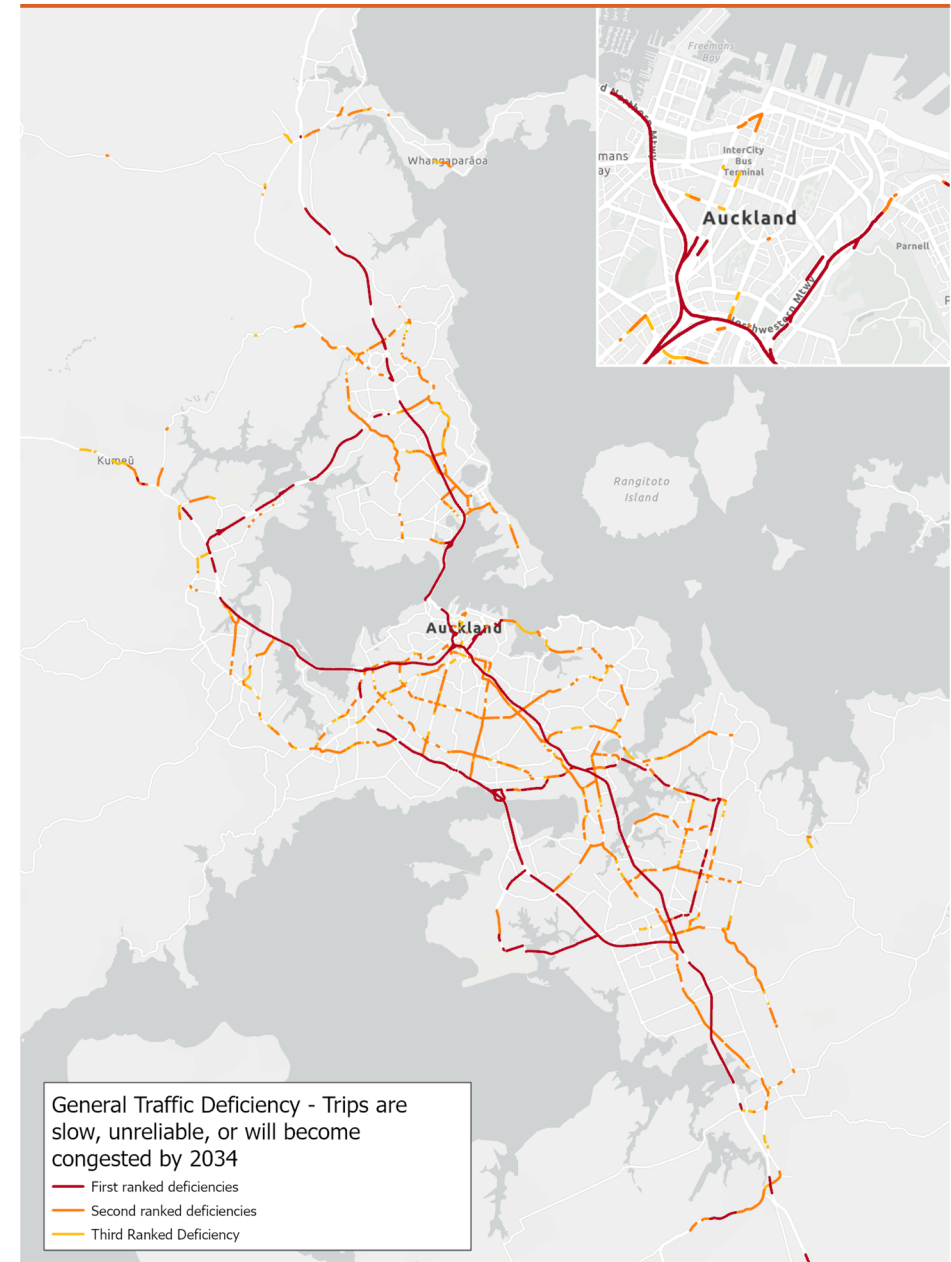 Freemans
Bay
d Northern Mtwy
mans
ay
InterCity
Bus
Terminal
Auckland
Parnell
Northwestern Mtwy
Whangaparāoa
Kumeū
Rangitoto
Island
Auckland
General Traffic Deficiency - Trips are
slow, unreliable, or will become
congested by 2034
First ranked deficiencies
Second ranked deficiencies
Third Ranked Deficiency